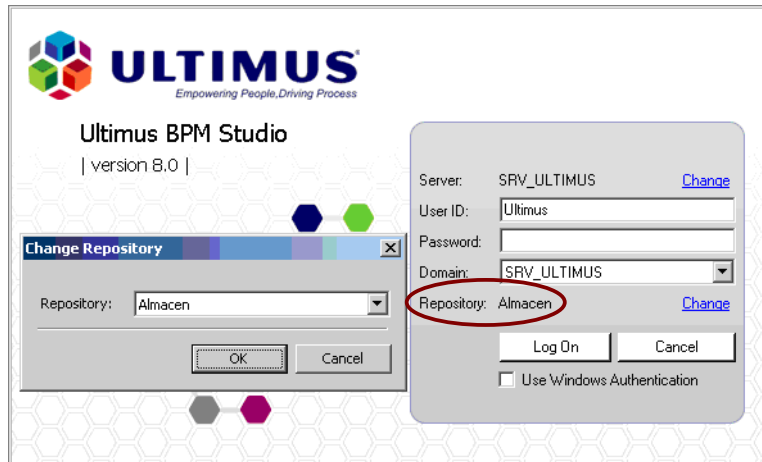 ULTIMUS
Empowering People,Driving Process
Ultimus BPM Studio
| version 8.0 |
Server: SRV_ULTIMUS Change
User ID: Ultimus
Password:
Domain: SRV_ULTIMUS
Repository: Almacen Change
Log On Cancel
Use Windows Authentication
Change Repository
Repository: Almacen
OK Cancel